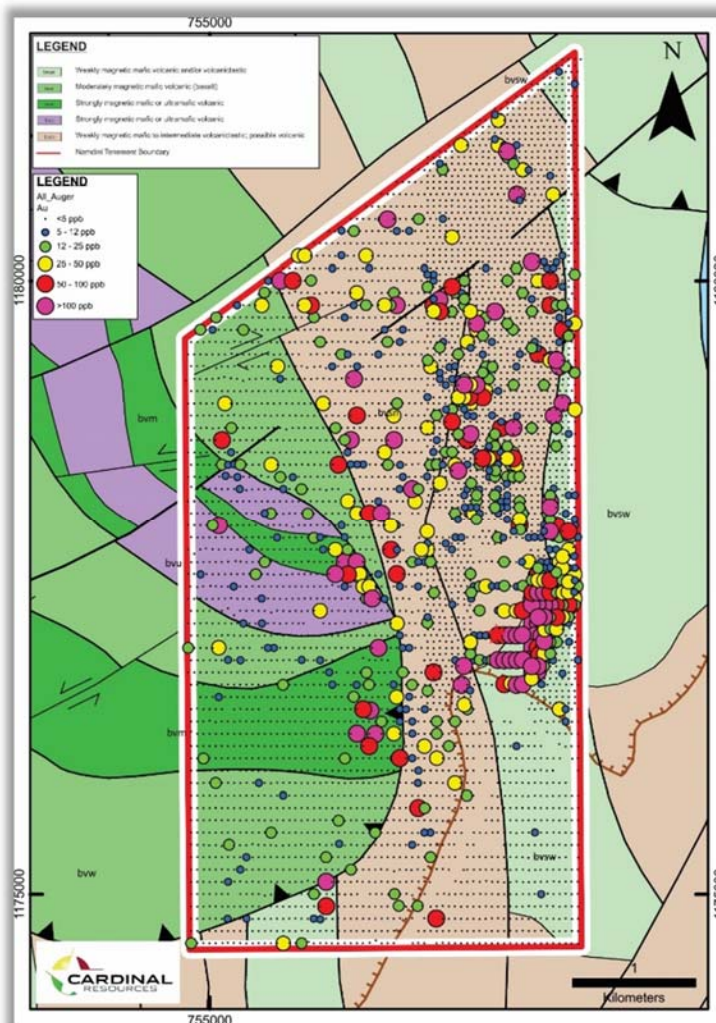 755000
LEGEND
Weakly magnetic mafic volcanic and/or volcaniclastic
Moderately magnetic mafic volcanic (basalt)
Strongly magnetic mafic or ultramafic volcanic
Strongly magnetic mafic or ultramafic volcanic
Weakly magnetic mafic to intermediate volcaniclastic, possible volcanic
Namdini Tenement Boundary
N
bvsw
LEGEND
All_Auger
Au
<5 ppb
5 - 12 ppb
12 - 25 ppb
25 - 50 ppb
50 - 100 ppb
>100 ppb
1180000
bvm
bvsw
bvu
bvw
bvsw
1175000
CARDINAL
RESOURCES
1
Kilometers
755000